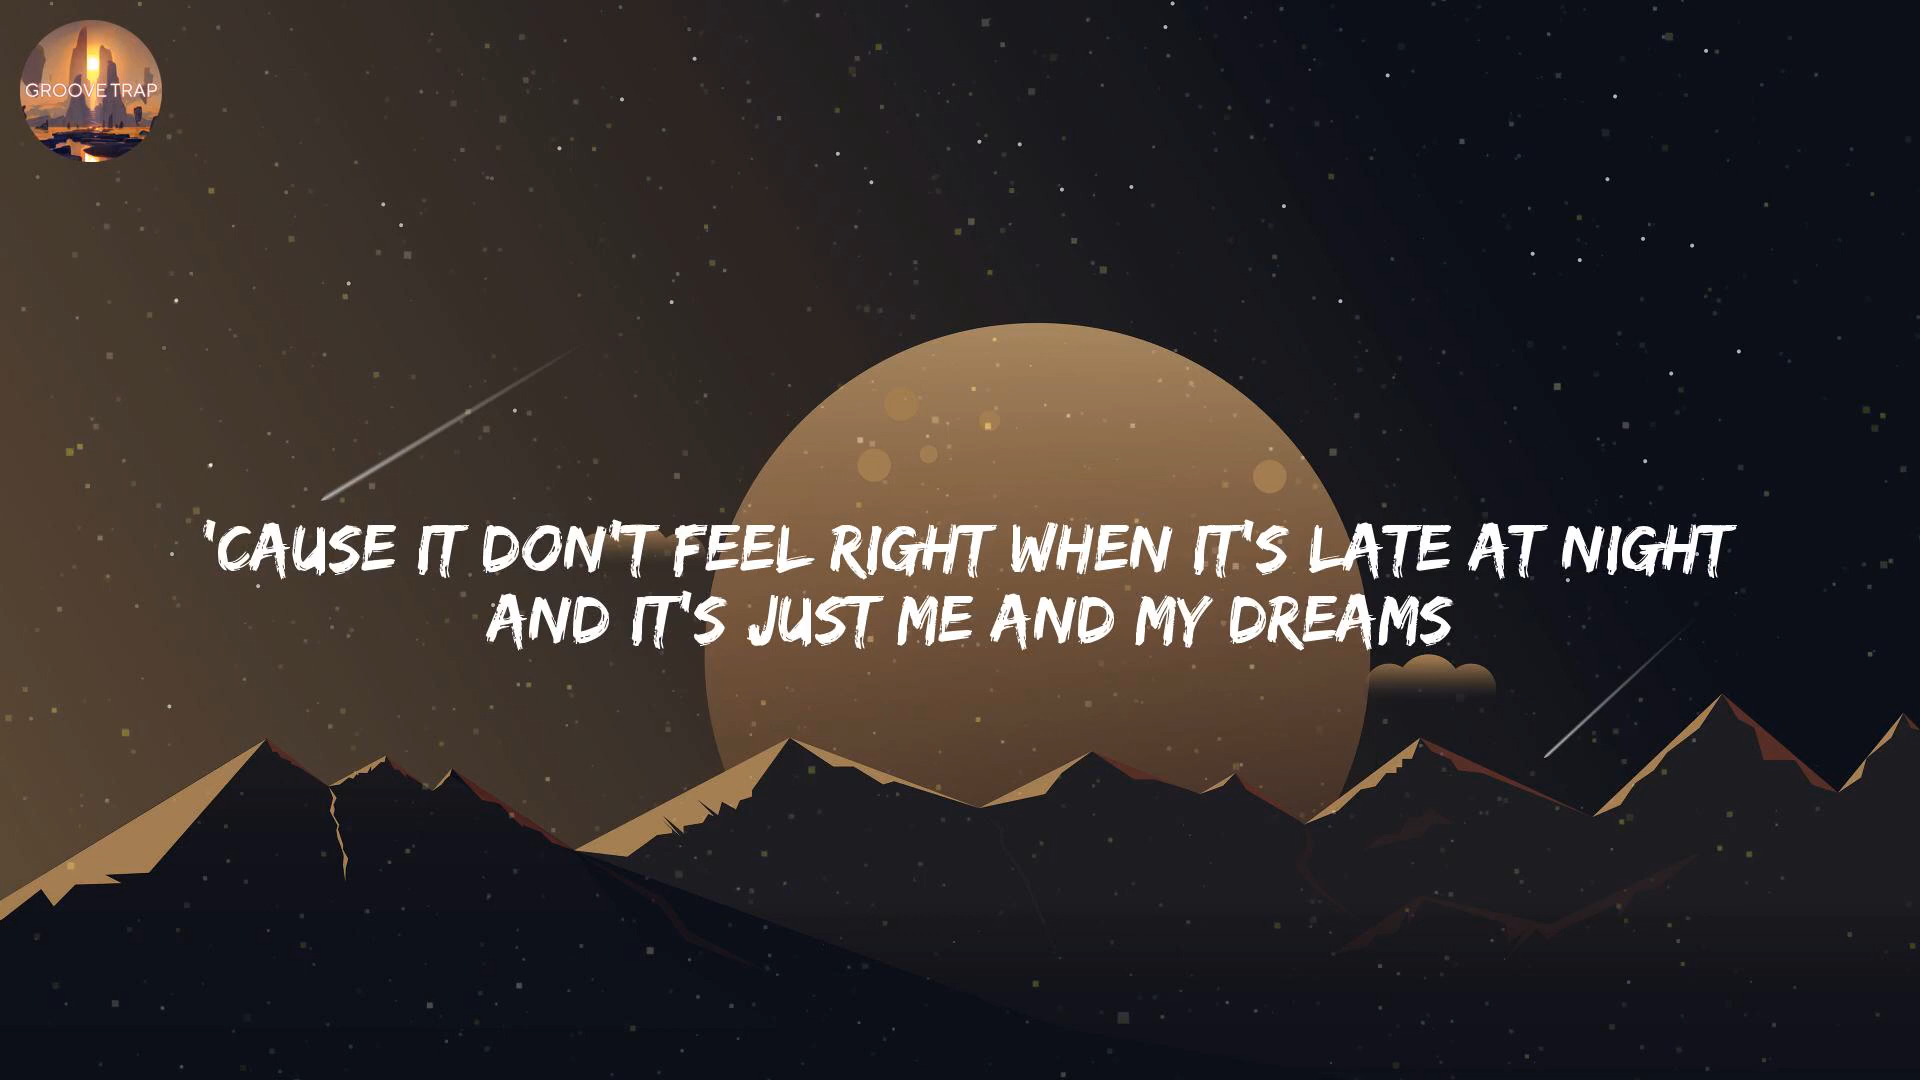 GROOVE TRAP
'CAUSE IT DON'T FEEL RIGHT WHEN IT'S LATE AT NIGHT
AND IT'S JUST ME AND MY DREAMS